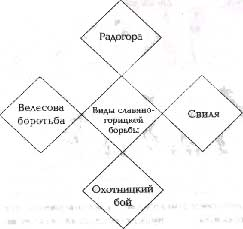 Радогора
Велесова
боротьба
Виды славяно-
горицкой
борьбы
Свиля
Охотницкий
бой